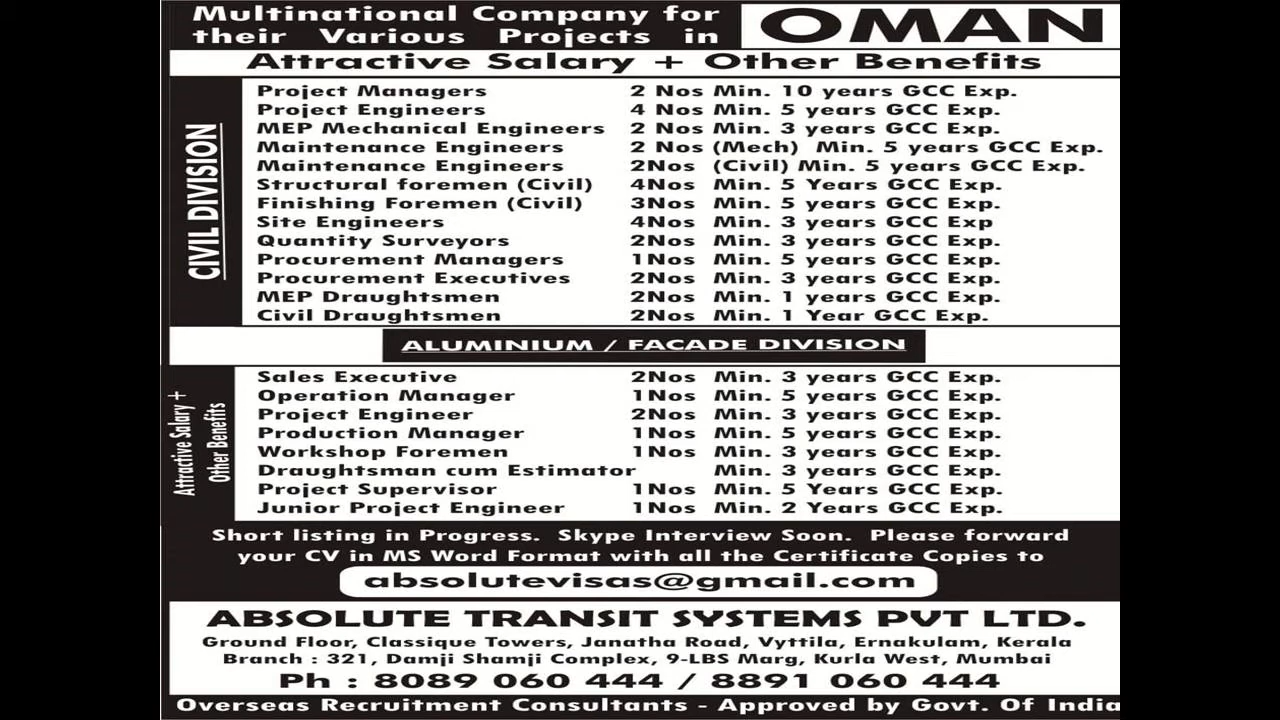 Multinational Company for
their Various Projects in
OMAN
Attractive Salary + Other Benefits
CIVIL DIVISION
Project Managers 2 Nos Min. 10 years GCC Exp.
Project Engineers 4 Nos Min. 5 years GCC Exp.
MEP Mechanical Engineers 2 Nos Min. 3 years GCC Exp.
Maintenance Engineers 2 Nos (Mech) Min. 5 years GCC Exp.
Maintenance Engineers 2Nos (Civil) Min. 5 years GCC Exp.
Structural foremen (Civil) 4Nos Min. 5 Years GCC Exp.
Finishing Foremen (Civil) 3Nos Min. 5 years GCC Exp.
Site Engineers 4Nos Min. 3 years GCC Exp
Quantity Surveyors 2Nos Min. 3 years GCC Exp.
Procurement Managers 1Nos Min. 5 years GCC Exp.
Procurement Executives 2Nos Min. 3 years GCC Exp.
MEP Draughtsmen 2Nos Min. 1 years GCC Exp.
Civil Draughtsmen 2Nos Min. 1 Year GCC Exp.
ALUMINIUM / FACADE DIVISION
Attractive Salary +
Other Benefits
Sales Executive 2Nos Min. 3 years GCC Exp.
Operation Manager 1Nos Min. 5 years GCC Exp.
Project Engineer 2Nos Min. 3 years GCC Exp.
Production Manager 1Nos Min. 5 years GCC Exp.
Workshop Foremen 1Nos Min. 3 years GCC Exp.
Draughtsman cum Estimator Min. 3 years GCC Exp.
Project Supervisor 1Nos Min. 5 Years GCC Exp.
Junior Project Engineer 1Nos Min. 2 Years GCC Exp.
Short listing in Progress. Skype Interview Soon. Please forward
your CV in MS Word Format with all the Certificate Copies to
absolutevisas@gmail.com
ABSOLUTE TRANSIT SYSTEMS PVT LTD.
Ground Floor, Classique Towers, Janatha Road, Vyttila, Ernakulam, Kerala
Branch : 321, Damji Shamji Complex, 9-LBS Marg, Kurla West, Mumbai
Ph : 8089 060 444 / 8891 060 444
Overseas Recruitment Consultants - Approved by Govt. Of India